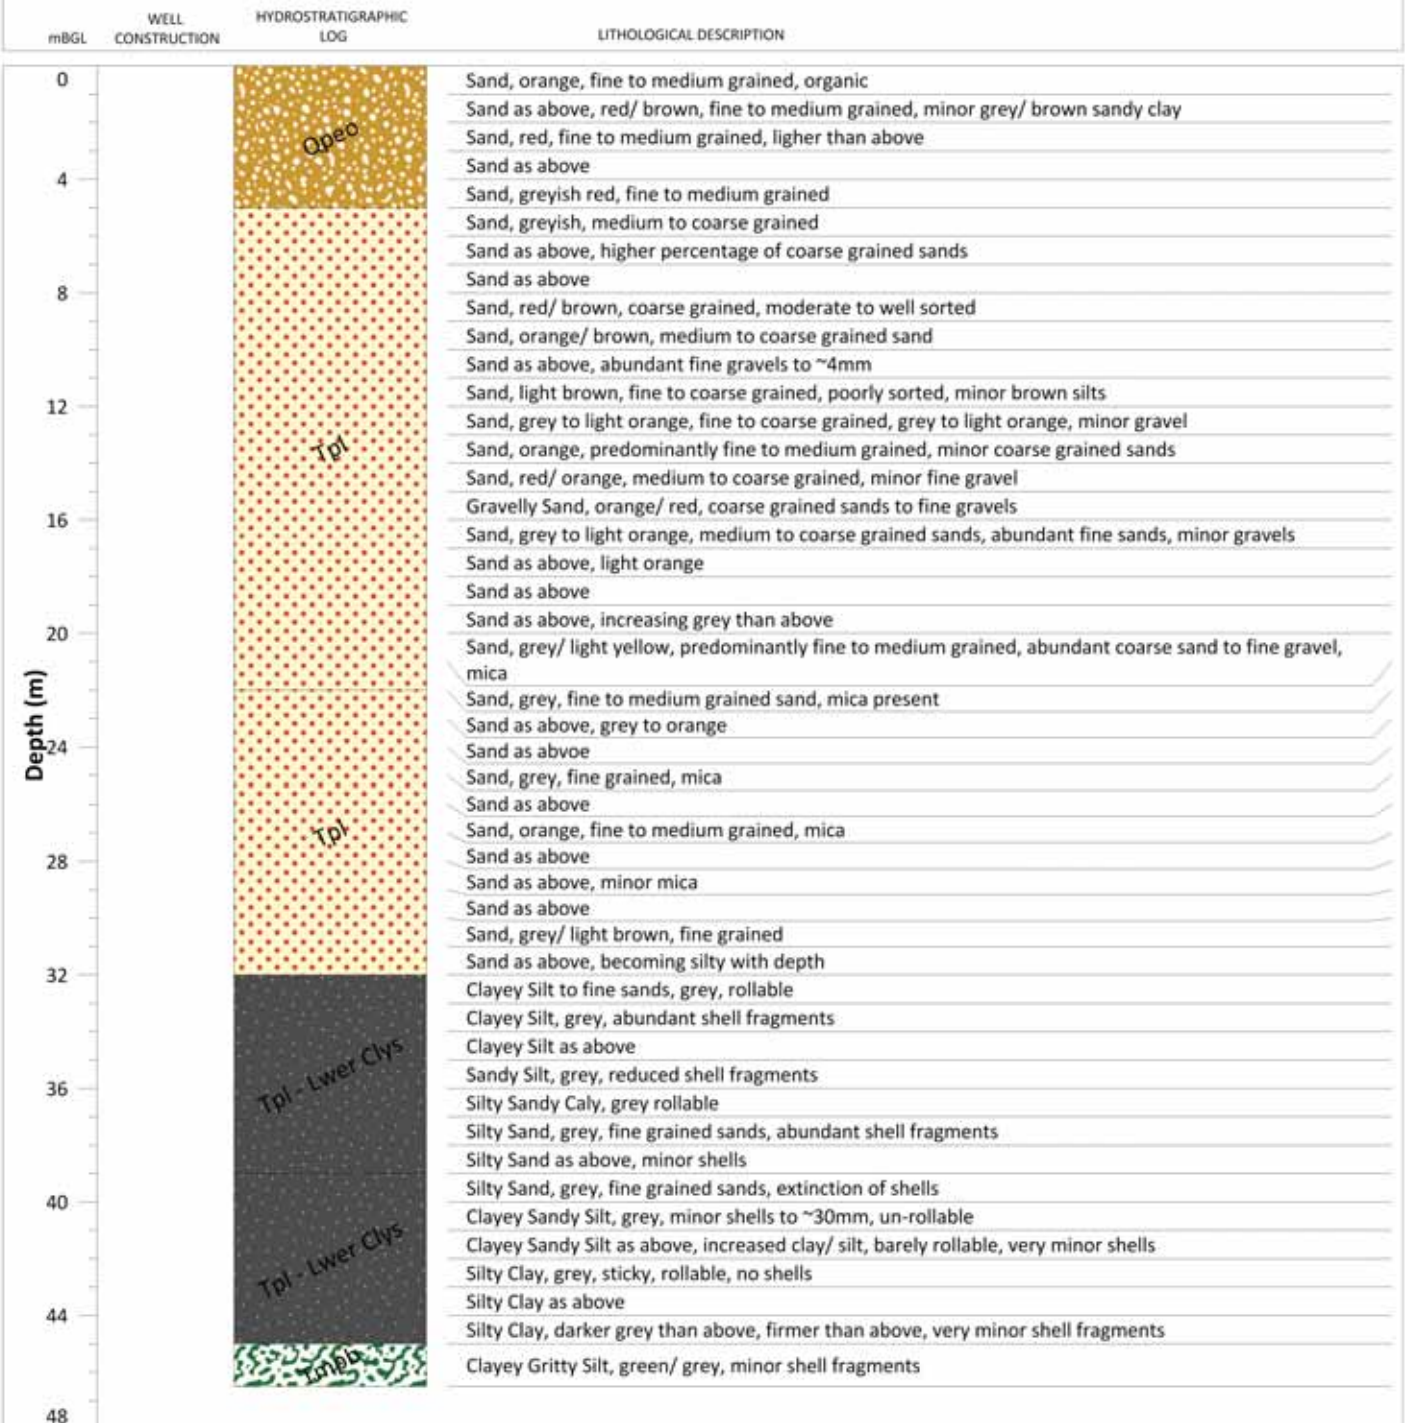 mBGL
WELL
CONSTRUCTION
HYDROSTRATIGRAPHIC
LOG
LITHOLOGICAL DESCRIPTION
Depth (m)
0
4
8
12
16
20
24
28
32
36
40
44
48
Qpeo
Tpl
Tpl
Tpl - Lwer Clys
Tpl - Lwer Clys
Tmpb
Sand, orange, fine to medium grained, organic
Sand as above, red/ brown, fine to medium grained, minor grey/ brown sandy clay
Sand, red, fine to medium grained, ligher than above
Sand as above
Sand, greyish red, fine to medium grained
Sand, greyish, medium to coarse grained
Sand as above, higher percentage of coarse grained sands
Sand as above
Sand, red/ brown, coarse grained, moderate to well sorted
Sand, orange/ brown, medium to coarse grained sand
Sand as above, abundant fine gravels to ~4mm
Sand, light brown, fine to coarse grained, poorly sorted, minor brown silts
Sand, grey to light orange, fine to coarse grained, grey to light orange, minor gravel
Sand, orange, predominantly fine to medium grained, minor coarse grained sands
Sand, red/ orange, medium to coarse grained, minor fine gravel
Gravelly Sand, orange/ red, coarse grained sands to fine gravels
Sand, grey to light orange, medium to coarse grained sands, abundant fine sands, minor gravels
Sand as above, light orange
Sand as above
Sand as above, increasing grey than above
Sand, grey/ light yellow, predominantly fine to medium grained, abundant coarse sand to fine gravel,
mica
Sand, grey, fine to medium grained sand, mica present
Sand as above, grey to orange
Sand as abvoe
Sand, grey, fine grained, mica
Sand as above
Sand, orange, fine to medium grained, mica
Sand as above
Sand as above, minor mica
Sand as above
Sand, grey/ light brown, fine grained
Sand as above, becoming silty with depth
Clayey Silt to fine sands, grey, rollable
Clayey Silt, grey, abundant shell fragments
Clayey Silt as above
Sandy Silt, grey, reduced shell fragments
Silty Sandy Caly, grey rollable
Silty Sand, grey, fine grained sands, abundant shell fragments
Silty Sand as above, minor shells
Silty Sand, grey, fine grained sands, extinction of shells
Clayey Sandy Silt, grey, minor shells to ~30mm, un-rollable
Clayey Sandy Silt as above, increased clay/ silt, barely rollable, very minor shells
Silty Clay, grey, sticky, rollable, no shells
Silty Clay as above
Silty Clay, darker grey than above, firmer than above, very minor shell fragments
Clayey Gritty Silt, green/ grey, minor shell fragments